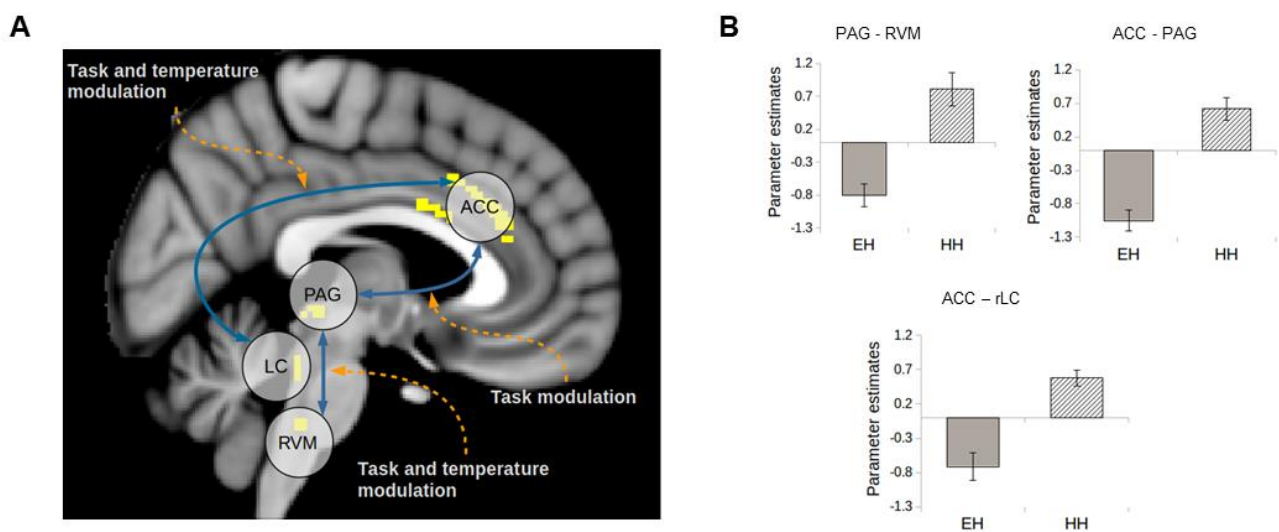 A
Task and temperature
modulation
ACC
PAG
LC
RVM
Task modulation
Task and temperature
modulation
B
PAG - RVM
Parameter estimates
1.2
0.7
0.2
-0.3
-0.8
-1.3
EH
HH
ACC - PAG
Parameter estimates
1.2
0.7
0.2
-0.3
-0.8
-1.3
EH
HH
ACC – rLC
Parameter estimates
1.2
0.7
0.2
-0.3
-0.8
-1.3
EH
HH